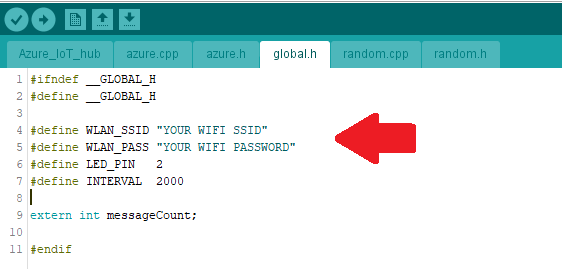 Azure_IoT_hub azure.cpp azure.h global.h random.cpp random.h
1 #ifndef __GLOBAL_H
2 #define __GLOBAL_H
3
4 #define WLAN_SSID "YOUR WIFI SSID"
5 #define WLAN_PASS "YOUR WIFI PASSWORD"
6 #define LED_PIN 2
7 #define INTERVAL 2000
8
9 extern int messageCount;
10
11 #endif